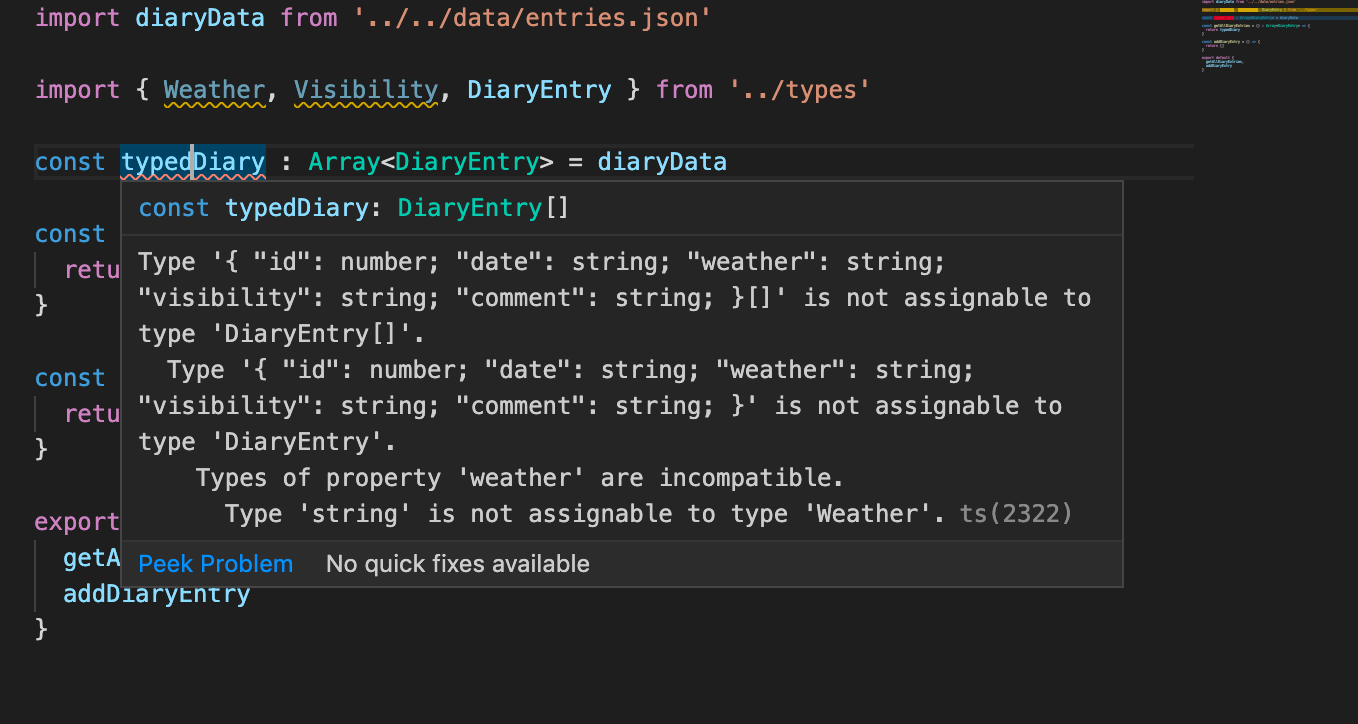 import diaryData from '../../data/entries.json'
import { Weather, Visibility, DiaryEntry } from '../types'
const typedDiary : Array<DiaryEntry> = diaryData
const typedDiary: DiaryEntry[]
const
Type '{ "id": number; "date": string; "weather": string;
retu
"visibility": string; "comment": string; }[]' is not assignable to
}
type 'DiaryEntry[]'.
Type '{ "id": number; "date": string; "weather": string;
const
"visibility": string; "comment": string; }' is not assignable to
retu
type 'DiaryEntry'.
}
Types of property 'weather' are incompatible.
Type 'string' is not assignable to type 'Weather'. ts(2322)
export
getA
Peek Problem No quick fixes available
addDiaryEntry
}